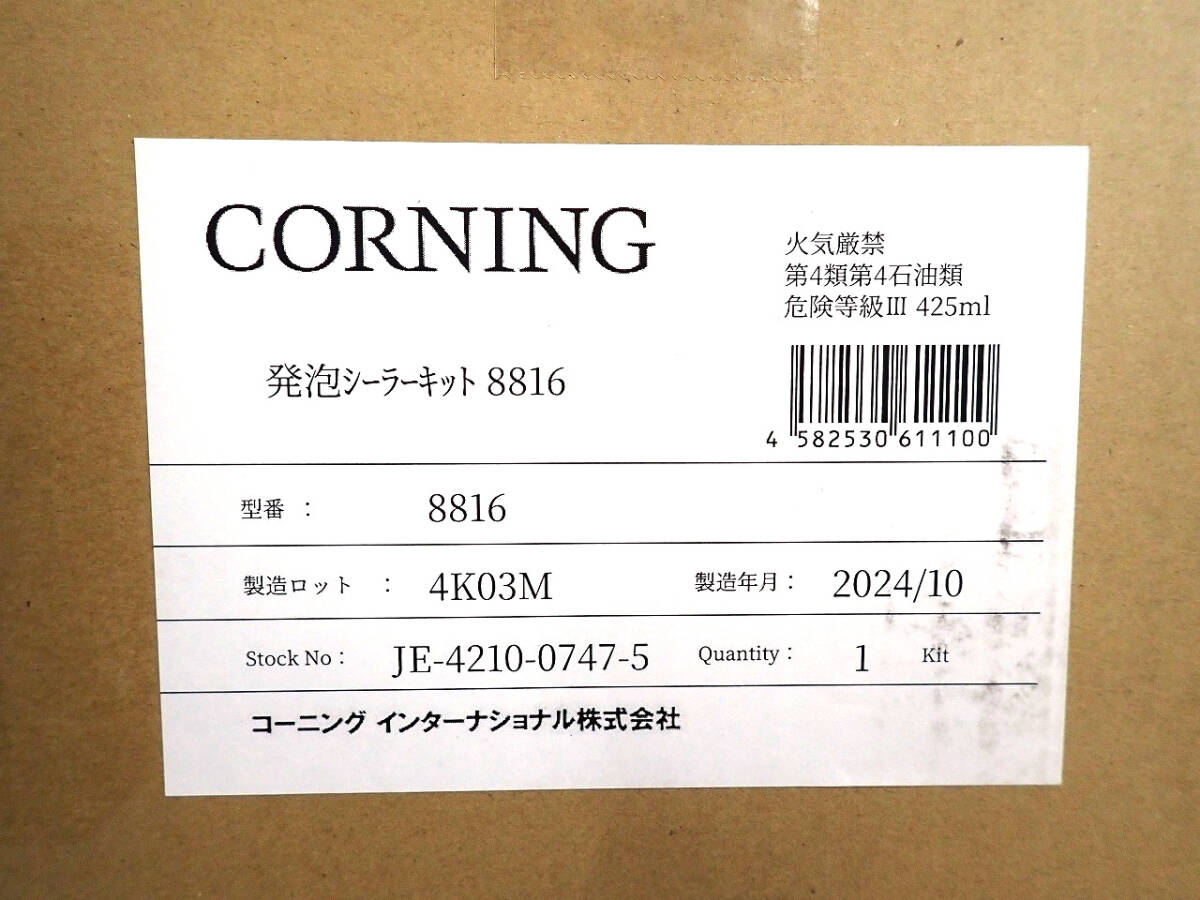 CORNING
火気厳禁
第4類第4石油類
危険等級Ⅲ 425ml
発泡シーラーキット 8816
4 582530 611100
型番 : 8816
製造ロット : 4K03M 製造年月: 2024/10
Stock No: JE-4210-0747-5 Quantity: 1 Kit
コーニング インターナショナル株式会社